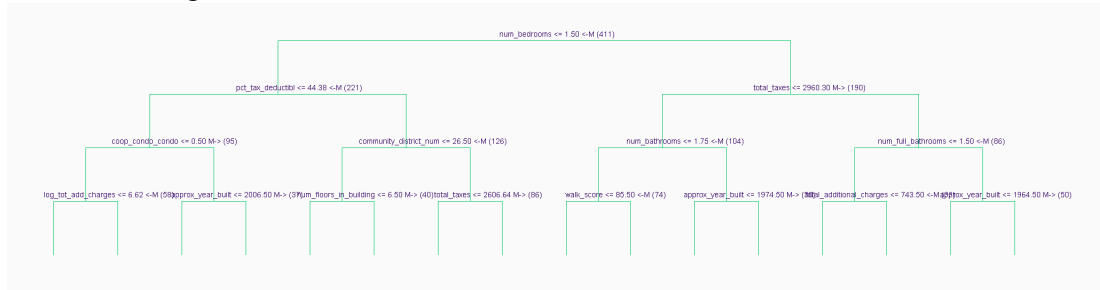 num_bedrooms <= 1.50 <-M (411)
pct_tax_deductibl <= 44.38 <-M (221)
total_taxes <= 2960.30 M-> (190)
coop_condo_condo <= 0.50 M-> (95)
community_district_num <= 26.50 <-M (126)
num_bathrooms <= 1.75 <-M (104)
num_full_bathrooms <= 1.50 <-M (86)
log_tot_add_charges <= 6.62 <-M (58)
approx_year_built <= 2006.50 M-> (37)
num_floors_in_building <= 6.50 M-> (40)
total_taxes <= 2606.64 M-> (86)
walk_score <= 85.50 <-M (74)
approx_year_built <= 1974.50 M-> (30)
total_additional_charges <= 743.50 <-M (36)
approx_year_built <= 1964.50 M-> (50)